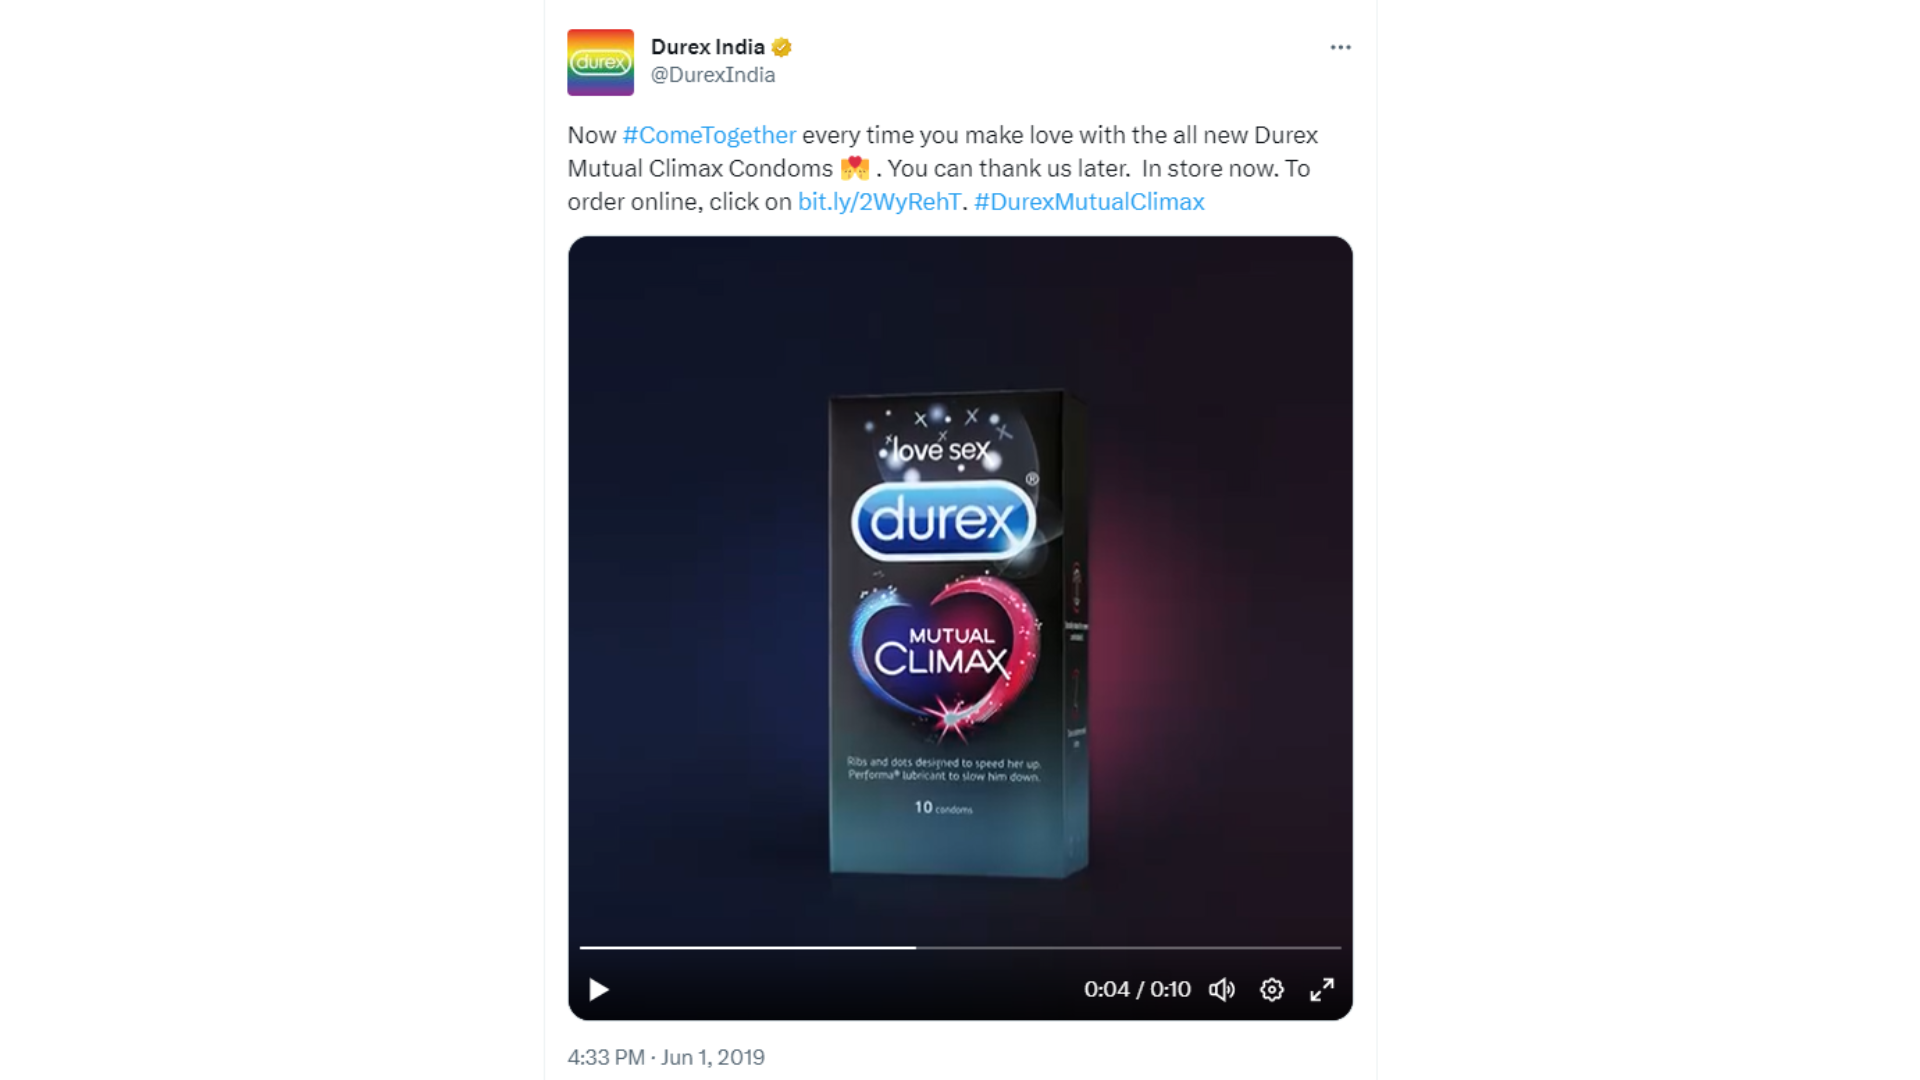 durex
Durex India
@DurexIndia
Now #ComeTogether every time you make love with the all new Durex
Mutual Climax Condoms 💏 . You can thank us later. In store now. To
order online, click on bit.ly/2WyRehT. #DurexMutualClimax
love sex
durex®
MUTUAL
CLIMAX
Ribs and dots designed to speed her up.
Performa® lubricant to slow him down.
10 condoms
0:04 / 0:10
4:33 PM · Jun 1, 2019